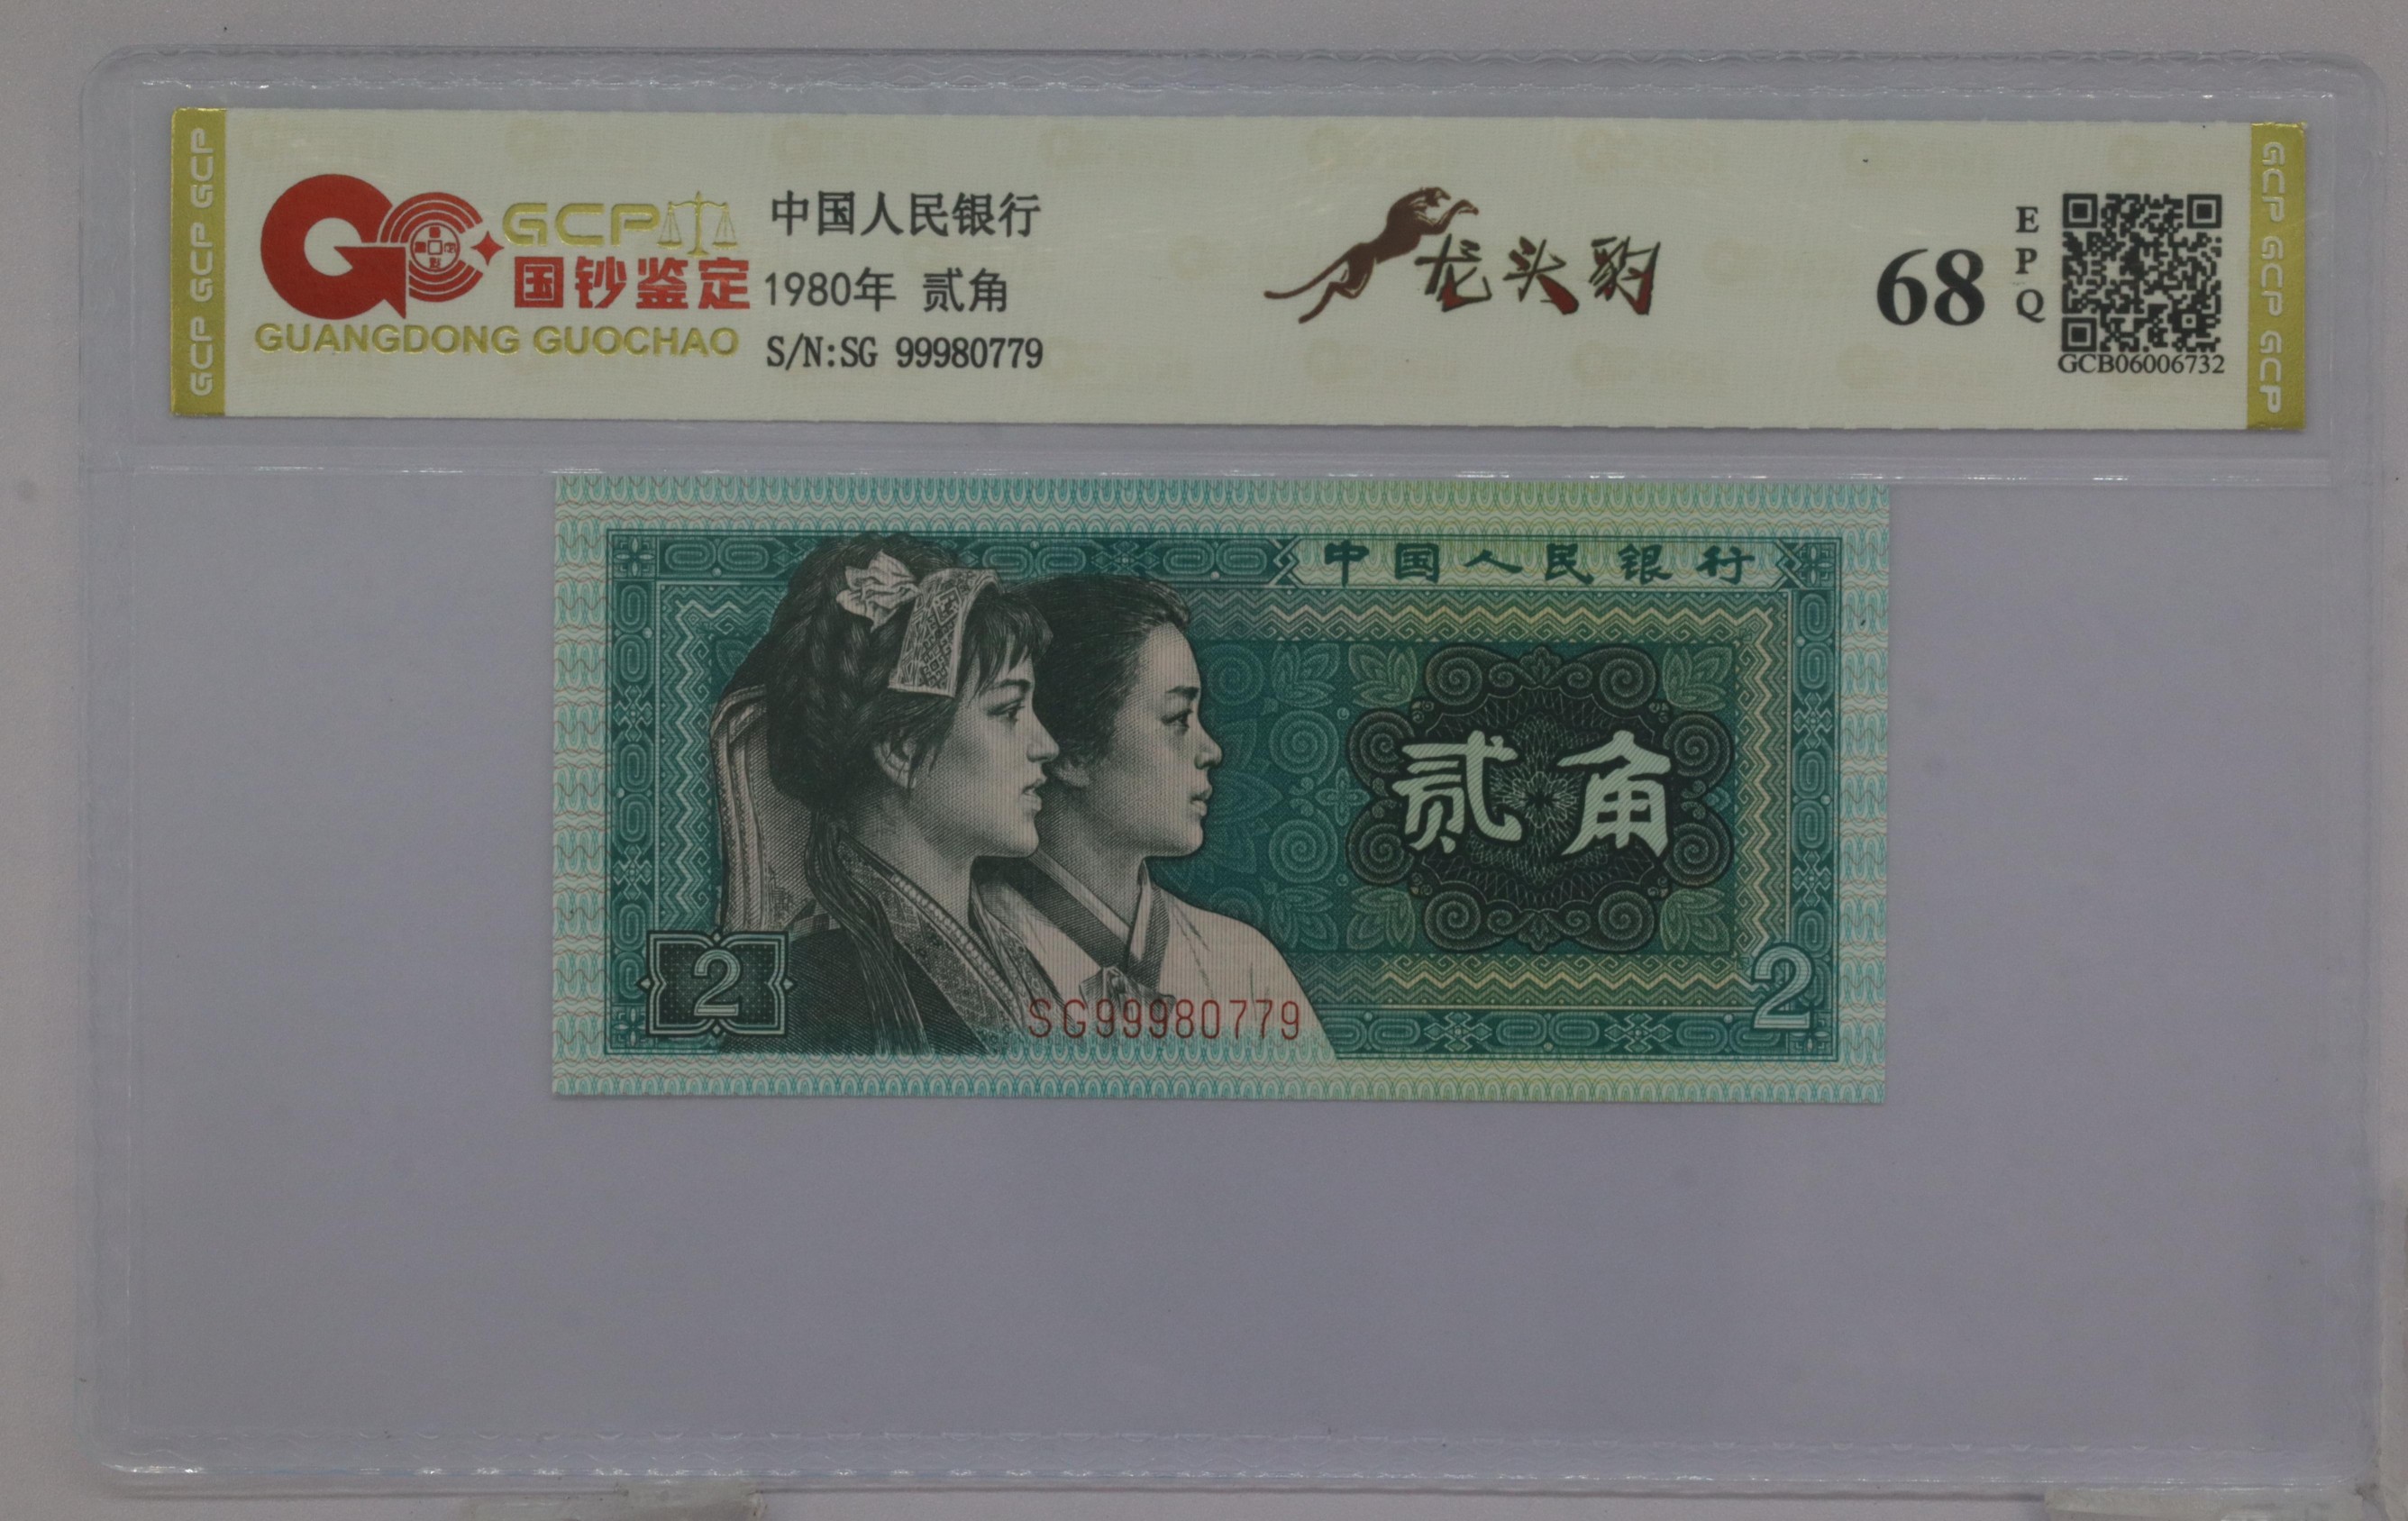 GCP GCP GCP
GCP
国钞鉴定
GUANGDONG GUOCHAO
中国人民银行
1980年 贰角
S/N:SG 99980779
龙头豹
68
EPQ
GCB06006732
GCP GCP GCP
中国人民银行
贰角
2
SG99980779
2